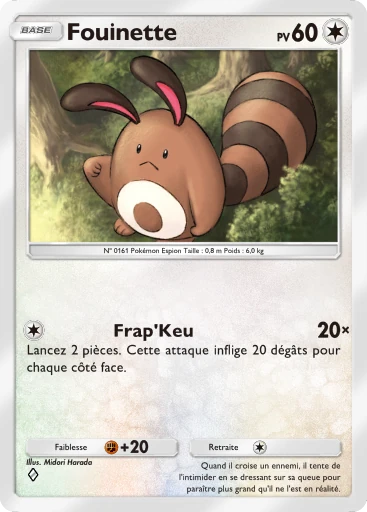 BASE Fouinette PV 60
N° 0161 Pokémon Espion Taille : 0,8 m Poids : 6,0 kg
Frap'Keu 20×
Lancez 2 pièces. Cette attaque inflige 20 dégâts pour
chaque côté face.
Faiblesse +20 Retraite
Illus. Midori Harada
Quand il croise un ennemi, il tente de
l'intimider en se dressant sur sa queue pour
paraître plus grand qu'il ne l'est en réalité.